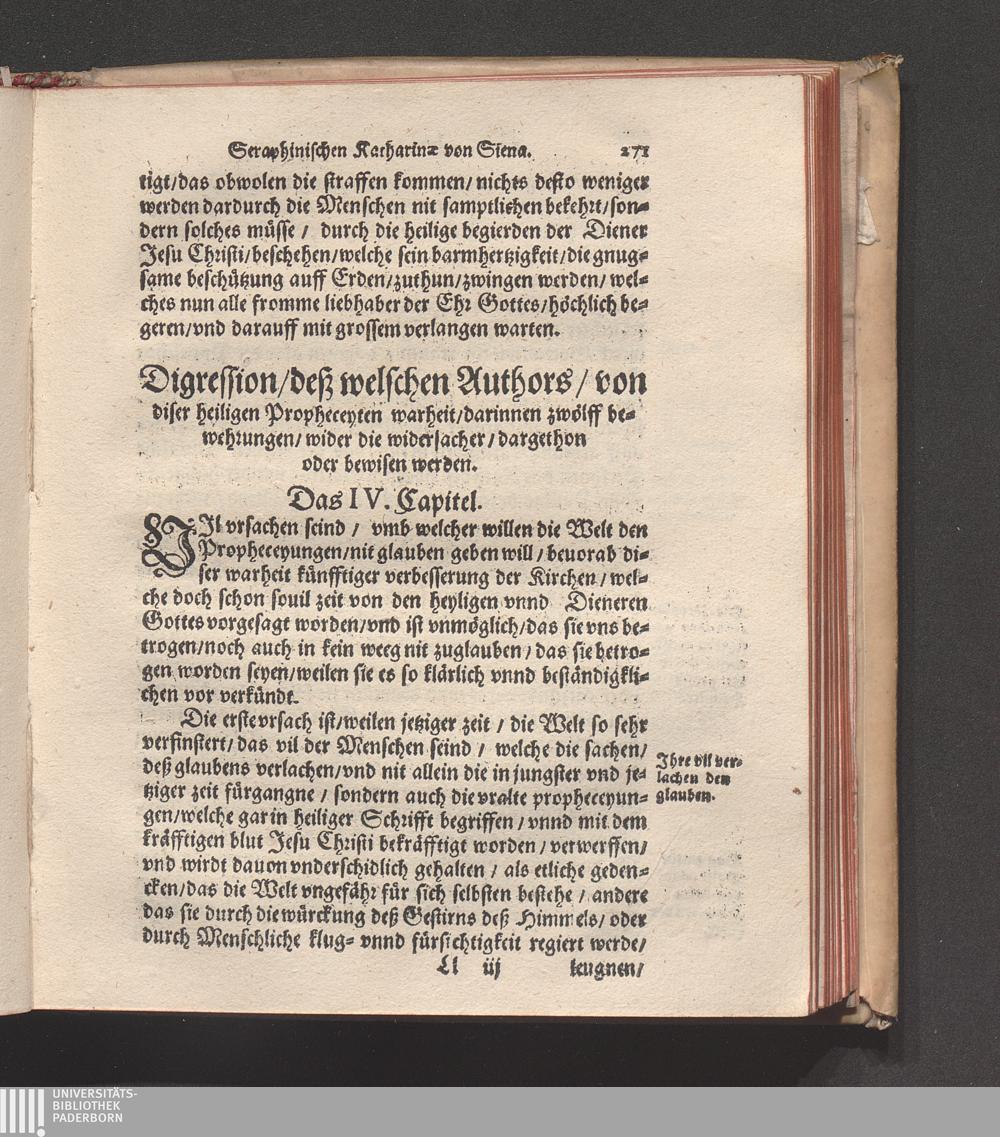 Seraphinischen Katharinæ von Siena. 271
tigt/das obwolen die straffen kommen/nichts desto weniger
werden dardurch die Menschen nit samptlichen bekehrt/son-
dern solches müsse / durch die heilige begierden der Diener
Jesu Christi/beschehen/welche sein barmhertzigkeit/die gnug-
same beschützung auff Erden/zuthun/zwingen werden/wel-
ches nun alle fromme liebhaber der Ehr Gottes/höchlich be-
geren/vnd darauff mit grossem verlangen warten.
Digression/deß welschen Authors/von
diser heiligen Propheceyten warheit/darinnen zwölff be-
wehrungen/wider die widersacher/dargethon
oder bewisen werden.
Das IV. Capitel.
VIl vrsachen seind / vmb welcher willen die Welt den
Propheceyungen/nit glauben geben will/beuorab di-
ser warheit künfftiger verbesserung der Kirchen/wel-
che doch schon souil zeit von den heyligen vnnd Dieneren
Gottes vorgesagt worden/vnd ist vnmöglich/das sie vns be-
trogen/noch auch in kein weeg nit zuglauben/das sie betro-
gen worden seyen/weilen sie es so klärlich vnnd beständigkli-
chen vor verkündt.
Die erste vrsach ist/weilen jetziger zeit / die Welt so sehr
verfinstert/das vil der Menschen seind / welche die sachen/
deß glaubens verlachen/vnd nit allein die in jungster vnd je-
tziger zeit fürgangne / sondern auch die vralte propheceyun-
gen/welche gar in heiliger Schrifft begriffen/vnnd mit dem
kräfftigen blut Jesu Christi bekräfftigt worden/verwerffen/
vnd wirdt dauon vnderschidlich gehalten / als etliche geden-
cken/das die Welt vngefähr für sich selbsten bestehe / andere
das sie durch die würckung deß Gestirns deß Himmels/oder
durch Menschliche klug- vnnd fürsichtigkeit regiert werde/
Ll iij leugnen/
Ihre vil ver-
lachen den
glauben.
UNIVERSITÄTS-
BIBLIOTHEK
PADERBORN